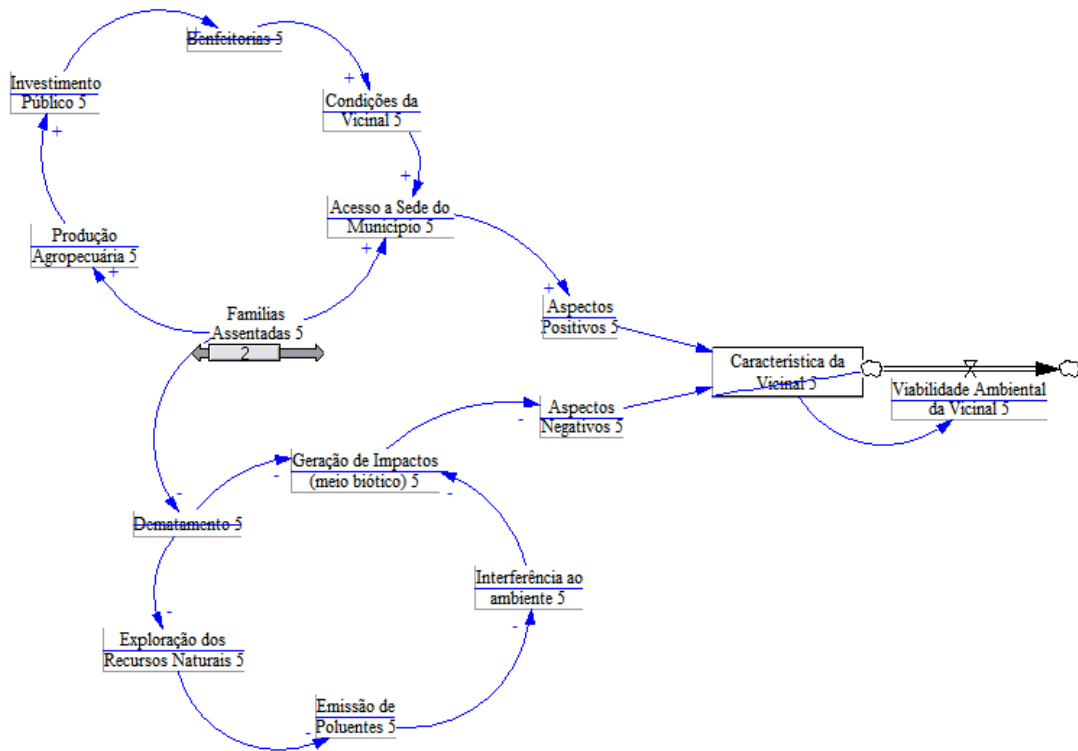 Benfeitorias 5
+
Investimento
Público 5
+
Condições da
Vicinal 5
+
+
Acesso a Sede do
Município 5
+
Produção
Agropecuária 5
+
Famílias
Assentadas 5
2
+
Aspectos
Positivos 5
Característica da
Vicinal 5
Viabilidade Ambiental
da Vicinal 5
Aspectos
Negativos 5
-
Geração de Impactos
(meio biótico) 5
-
-
-
Dematamento 5
Interferência ao
ambiente 5
-
-
Exploração dos
Recursos Naturais 5
Emissão de
Poluentes 5
-